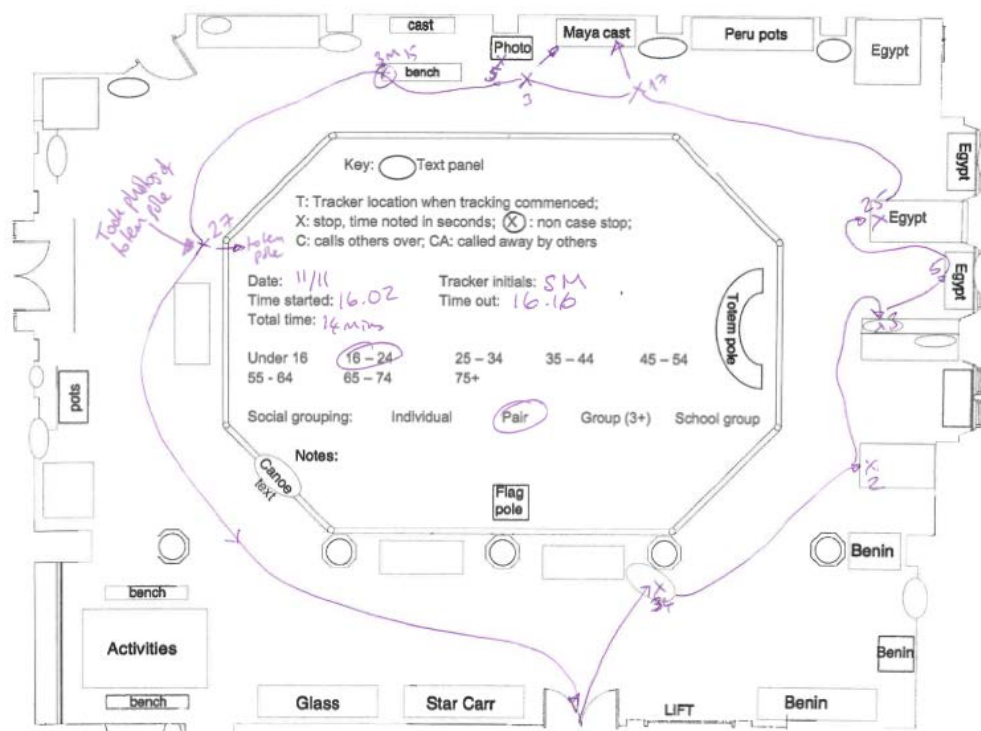 cast
Photo
Maya cast
Peru pots
Egypt
3M 15
bench
3
17
Egypt
Key: Text panel
T: Tracker location when tracking commenced;
X: stop, time noted in seconds; X : non case stop;
C: calls others over; CA: called away by others
25
Egypt
Took photos of
totem pole
27
totem
pole
Date: 11/11 Tracker initials: SM
Time started: 16.02 Time out: 16.16
Total time: 14 mins
Egypt
5
3
Totem pole
Under 16 16 – 24 25 – 34 35 – 44 45 – 54
55 - 64 65 – 74 75+
pots
Social grouping: Individual Pair Group (3+) School group
Notes:
Canoe
text
Flag
pole
X
2
Benin
X
34
bench
Activities
bench
Benin
Glass
Star Carr
LIFT
Benin